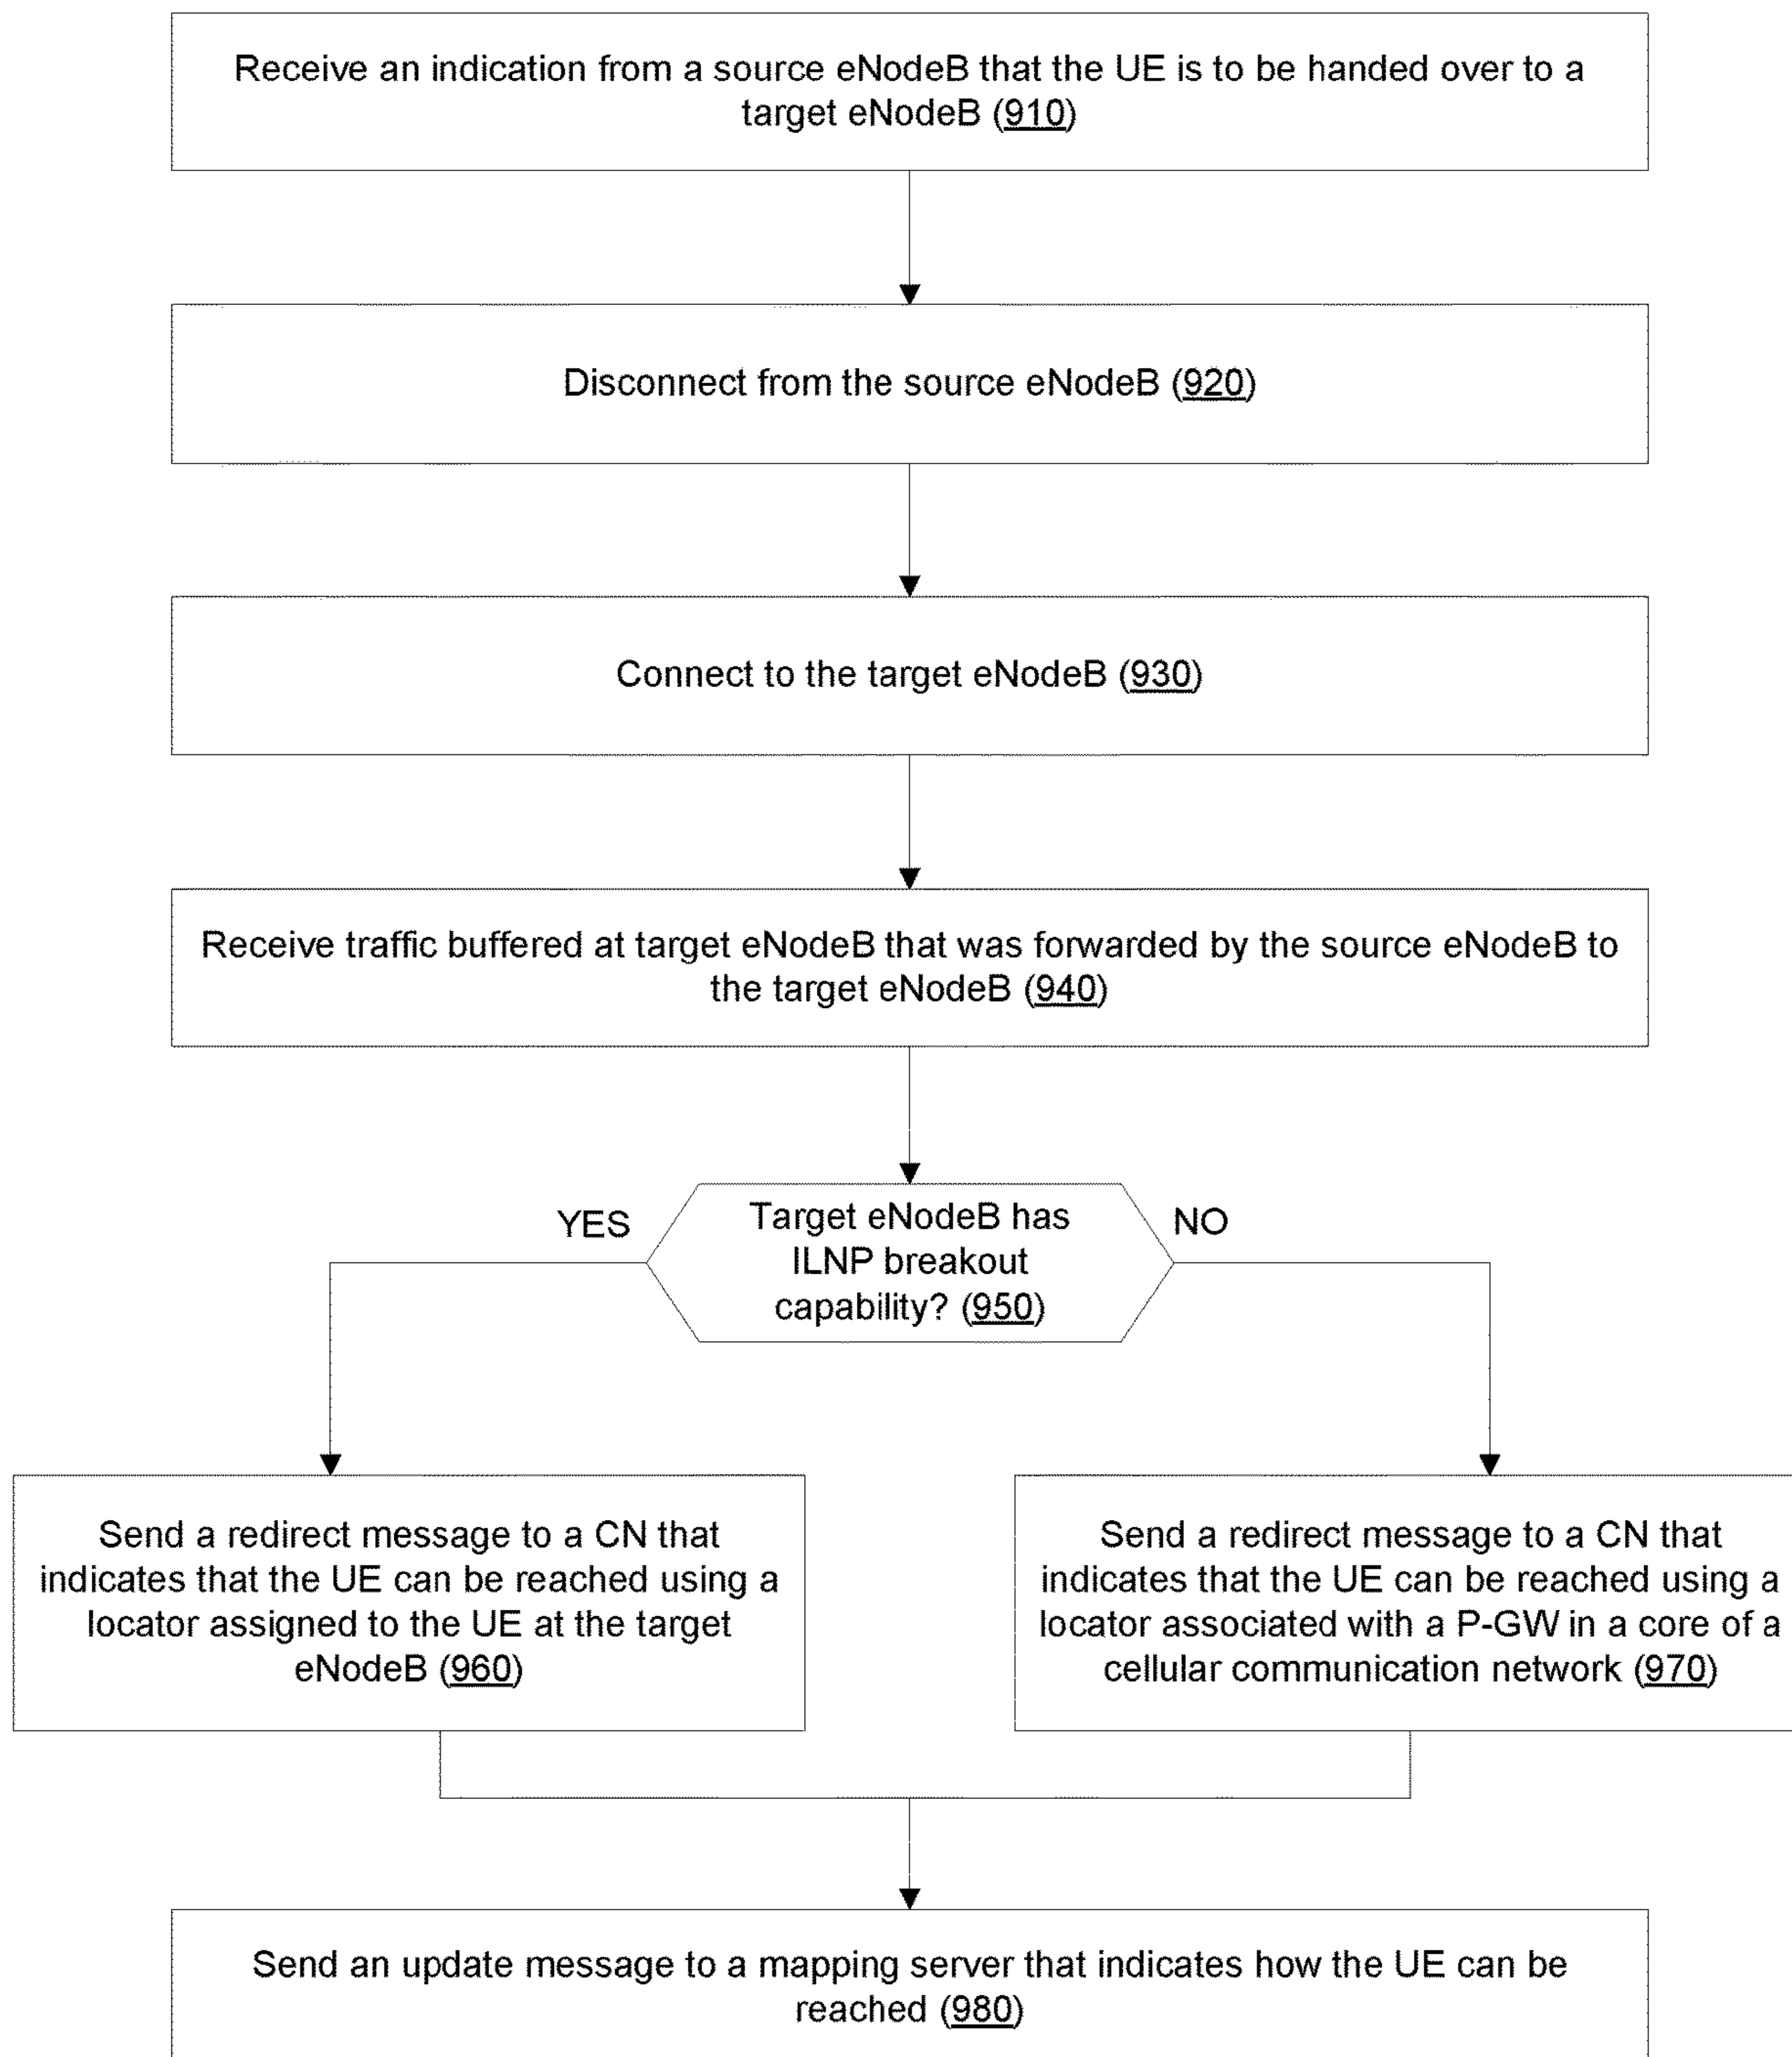 Receive an indication from a source eNodeB that the UE is to be handed over to a
target eNodeB (910)
Disconnect from the source eNodeB (920)
Connect to the target eNodeB (930)
Receive traffic buffered at target eNodeB that was forwarded by the source eNodeB to
the target eNodeB (940)
YES
Target eNodeB has
ILNP breakout
capability? (950)
NO
Send a redirect message to a CN that
indicates that the UE can be reached using a
locator assigned to the UE at the target
eNodeB (960)
Send a redirect message to a CN that
indicates that the UE can be reached using a
locator associated with a P-GW in a core of a
cellular communication network (970)
Send an update message to a mapping server that indicates how the UE can be
reached (980)